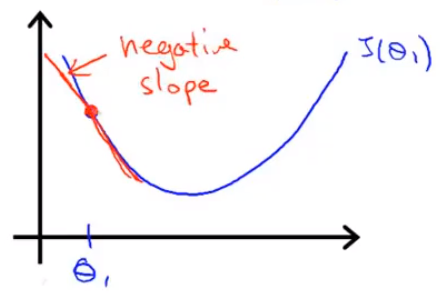 negative
slope
J(θ₁)
θ₁